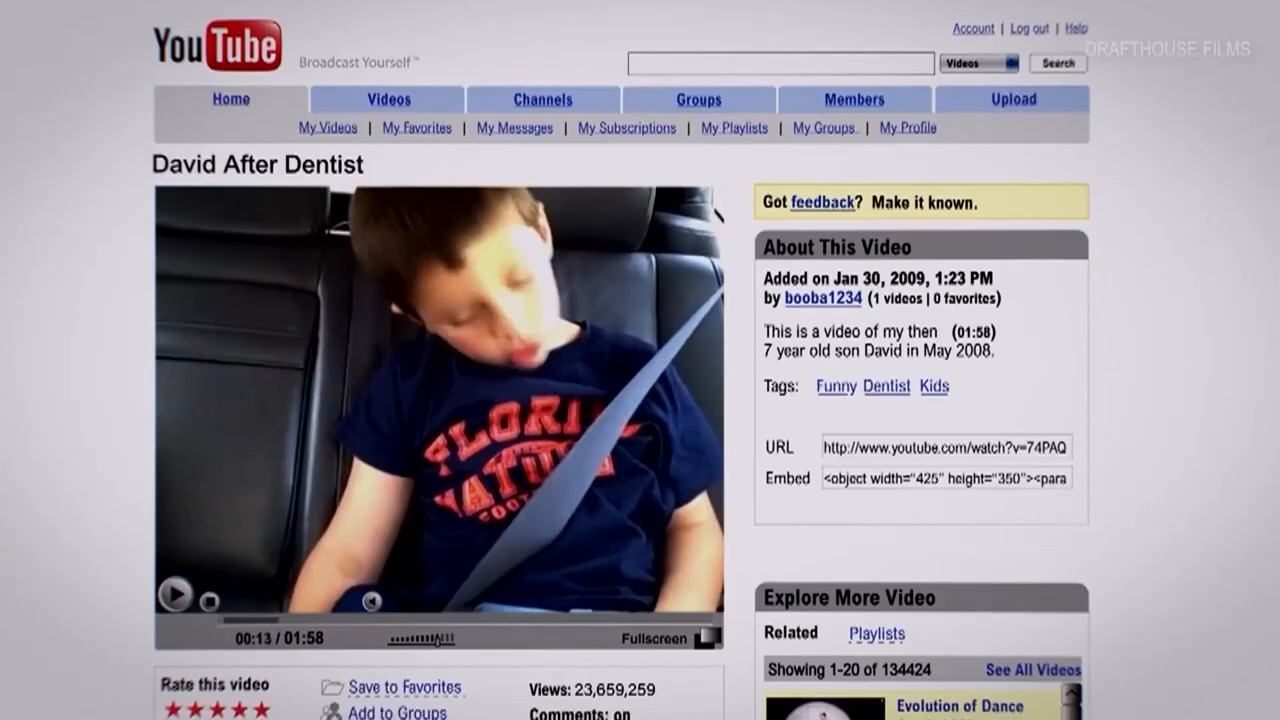 YouTube
Broadcast Yourself™
Account | Log out | Help
DRAFTHOUSE FILMS
Videos
Search
Home
Videos
Channels
Groups
Members
Upload
My Videos | My Favorites | My Messages | My Subscriptions | My Playlists | My Groups | My Profile
David After Dentist
FLORI
NATU
FOO
00:13 / 01:58
Fullscreen
Got feedback? Make it known.
About This Video
Added on Jan 30, 2009, 1:23 PM
by booba1234 (1 videos | 0 favorites)
This is a video of my then (01:58)
7 year old son David in May 2008.
Tags: Funny Dentist Kids
URL http://www.youtube.com/watch?v=74PAQ
Embed <object width="425" height="350"><para
Explore More Video
Related Playlists
Showing 1-20 of 134424 See All Videos
Evolution of Dance
Rate this video
Save to Favorites
Add to Groups
Views: 23,659,259
Comments: on